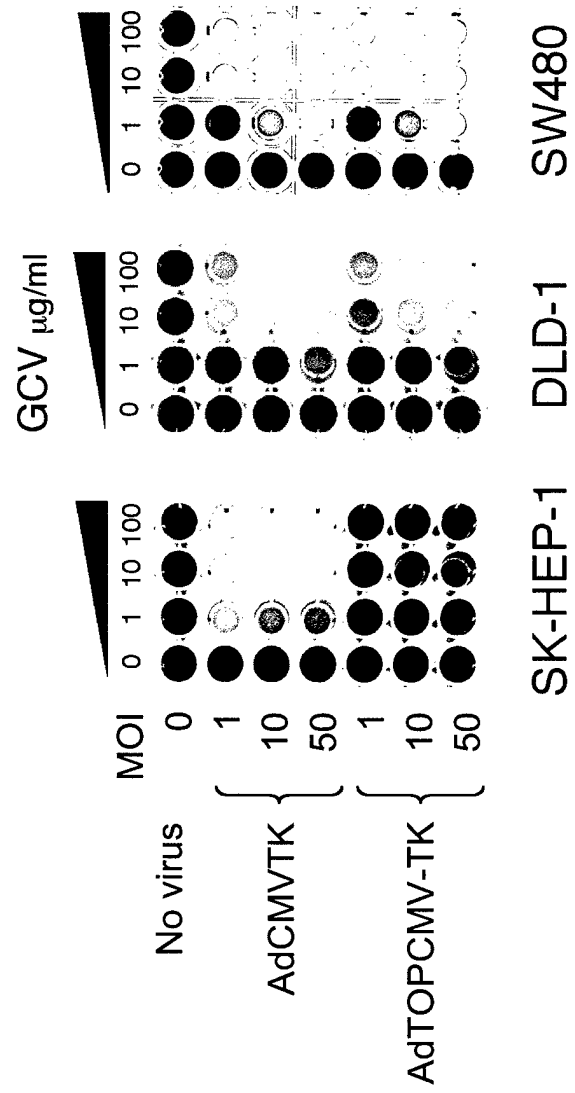 GCV µg/ml
MOI 0 1 10 100 0 1 10 100 0 1 10 100
No virus 0
AdCMVTK 1
10
50
AdTOPCMV-TK 1
10
50
SK-HEP-1 DLD-1 SW480